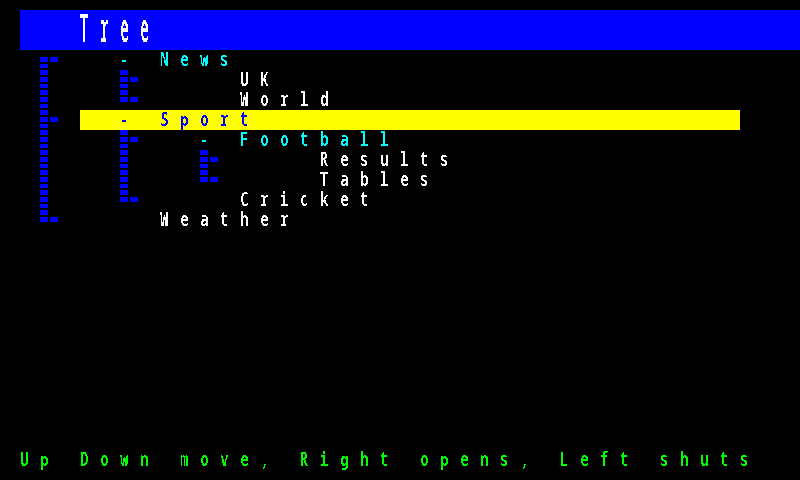 Tree
- News
UK
World
- Sport
- Football
Results
Tables
Cricket
Weather
Up Down move, Right opens, Left shuts